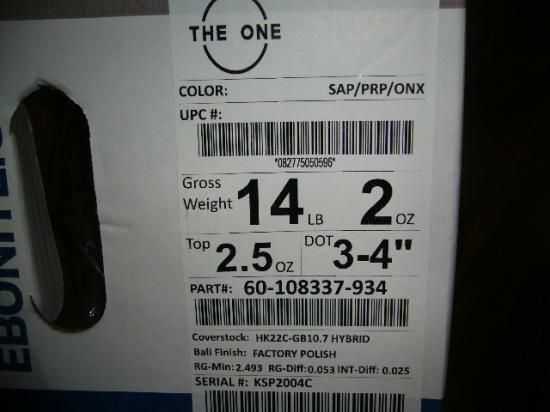 THE ONE
COLOR: SAP/PRP/ONX
UPC #:
*082775050596*
Gross Weight 14 LB 2 OZ
Top 2.5 OZ DOT 3-4"
PART#: 60-108337-934
Coverstock: HK22C-GB10.7 HYBRID
Ball Finish: FACTORY POLISH
RG-Min: 2.493 RG-Diff: 0.053 INT-Diff: 0.025
SERIAL #: KSP2004C
EBONITE